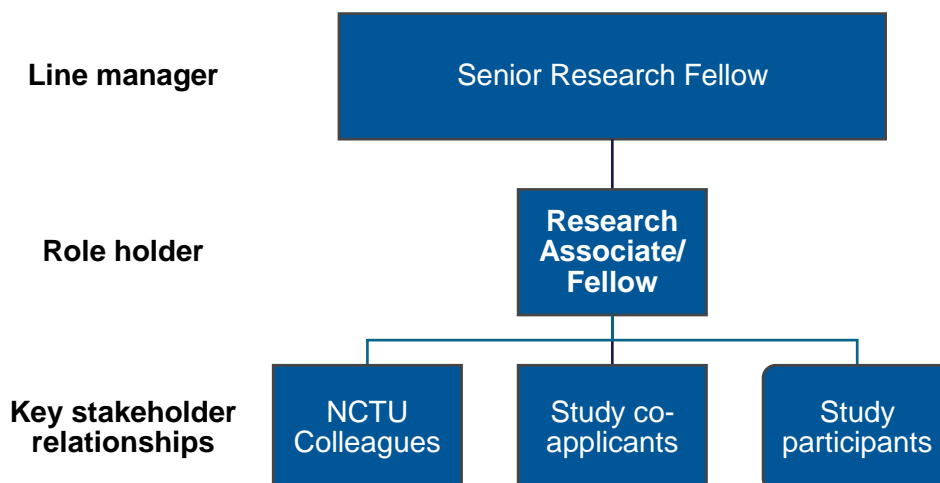 Line manager
Senior Research Fellow
Role holder
Research
Associate/
Fellow
Key stakeholder
relationships
NCTU
Colleagues
Study co-
applicants
Study
participants